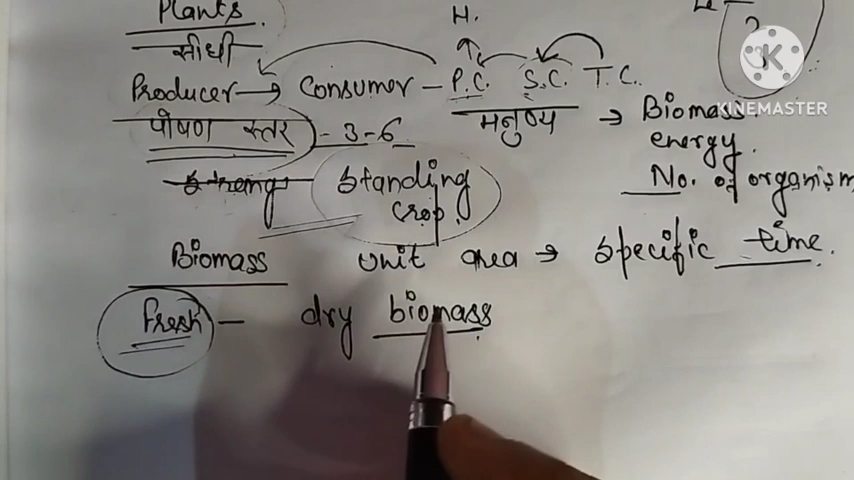 Plants
H.
सीधी
Producer → Consumer - P.C. S.C. T.C.
KINEMASTER
पोषण स्तर - 3-6 मनुष्य → Biomass.
energy.
No. of organism
Standing
crop.
Biomass unit area → specific time.
Fresh - dry biomass